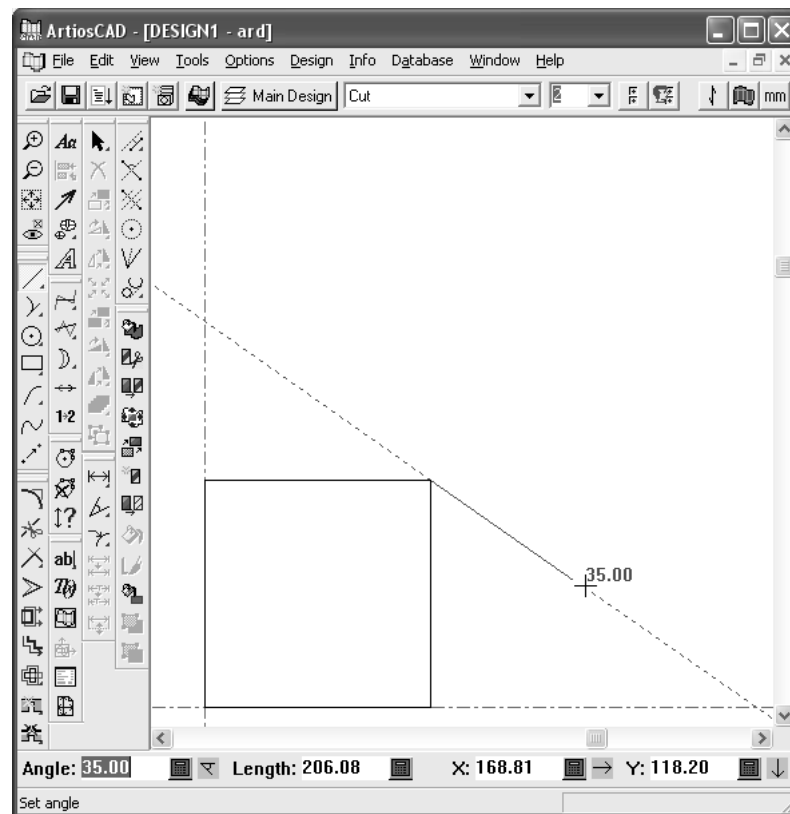 ArtiosCAD - [DESIGN1 - ard]
File Edit View Tools Options Design Info Database Window Help
Main Design Cut 2 mm
Aa
A
1÷2
?
ab
35.00
Angle: 35.00 Length: 206.08 X: 168.81 Y: 118.20
Set angle